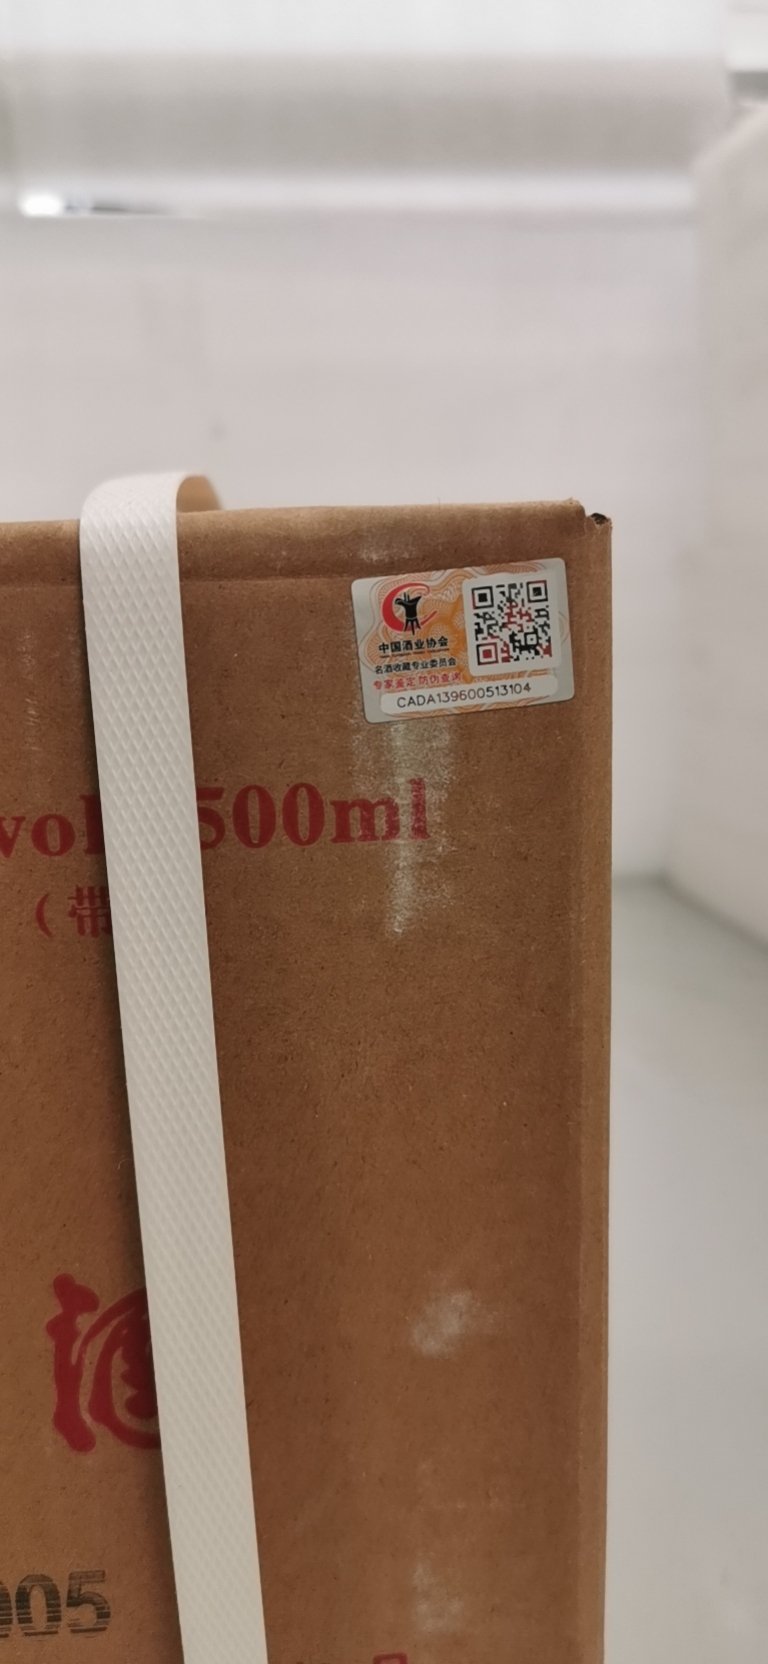 中国酒业协会
名酒收藏专业委员会
专家鉴定 防伪查询
CADA139600513104
vol 500ml
（带
酒
005